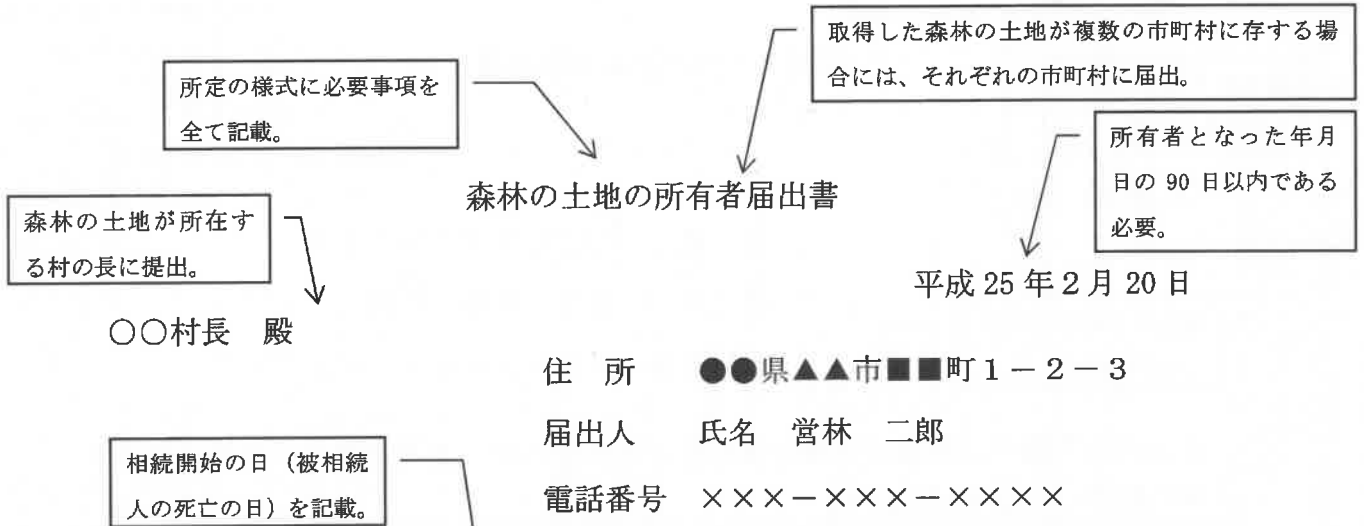 取得した森林の土地が複数の市町村に存する場
合には、それぞれの市町村に届出。
所定の様式に必要事項を
全て記載。
所有者となった年月
日の 90 日以内である
必要。
森林の土地の所有者届出書
森林の土地が所在す
る村の長に提出。
平成 25 年2月 20 日
○○村長 殿
住 所 ●●県▲▲市■■町1-2-3
届出人 氏名 営林 二郎
相続開始の日(被相続
人の死亡の日)を記載。
電話番号 ×××-×××-××××